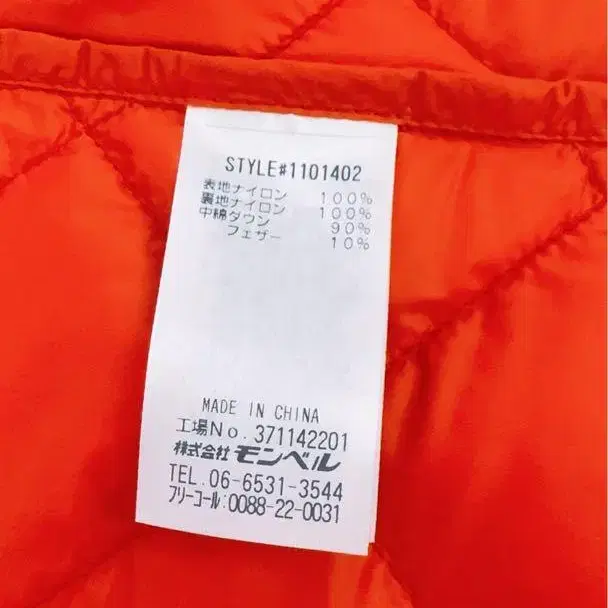 STYLE#1101402
表地ナイロン 100%
裏地ナイロン 100%
中綿ダウン 90%
フェザー 10%
MADE IN CHINA
工場No. 371142201
株式会社 モンベル
TEL. 06-6531-3544
フリーコール:0088-22-0031